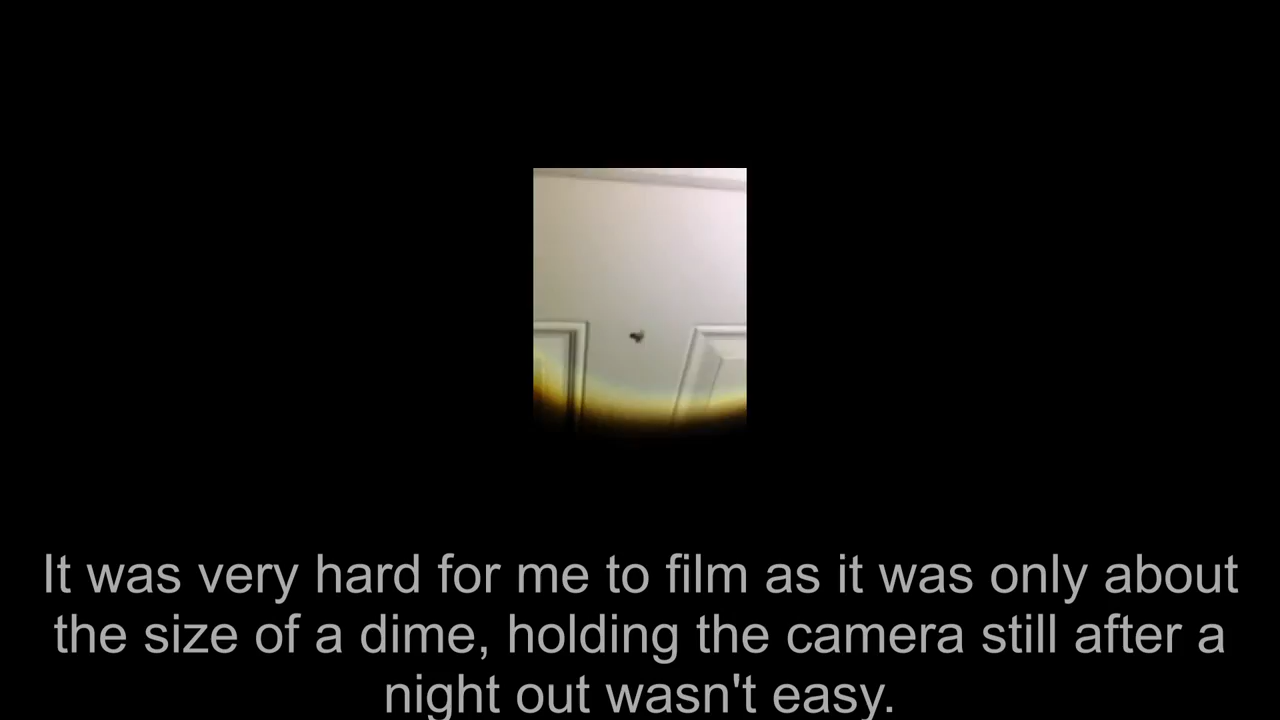 It was very hard for me to film as it was only about
the size of a dime, holding the camera still after a
night out wasn't easy.